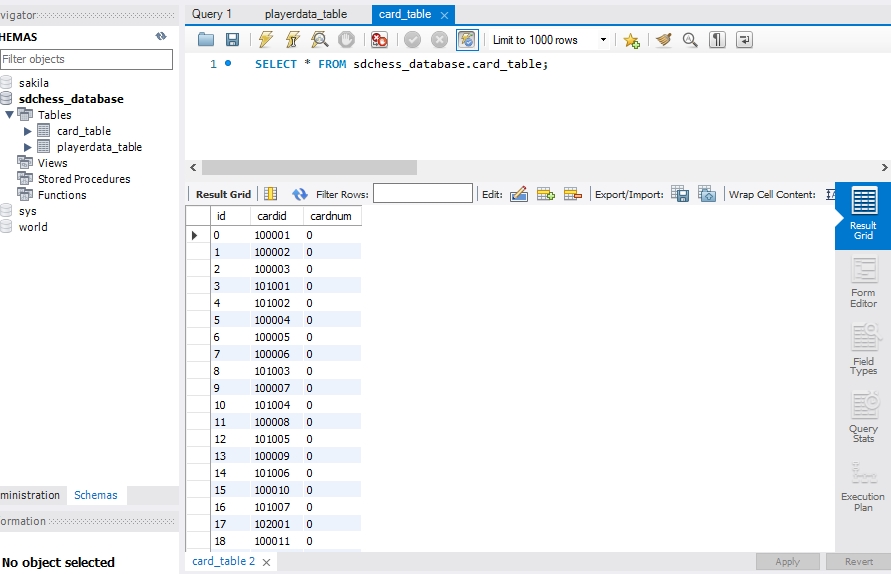 vigator
Query 1 playerdata_table card_table
HEMAS
Limit to 1000 rows
Filter objects
1 SELECT * FROM sdchess_database.card_table;
sakila
sdchess_database
Tables
card_table
playerdata_table
Views
Stored Procedures
Functions
sys
world
Result Grid Filter Rows: Edit: Export/Import: Wrap Cell Content:
id cardid cardnum
0 100001 0
1 100002 0
2 100003 0
3 101001 0
4 101002 0
5 100004 0
6 100005 0
7 100006 0
8 101003 0
9 100007 0
10 101004 0
11 100008 0
12 101005 0
13 100009 0
14 101006 0
15 100010 0
16 101007 0
17 102001 0
18 100011 0
Result
Grid
Form
Editor
Field
Types
Query
Stats
Execution
Plan
ministration Schemas
ormation
No object selected
card_table 2
Apply Revert